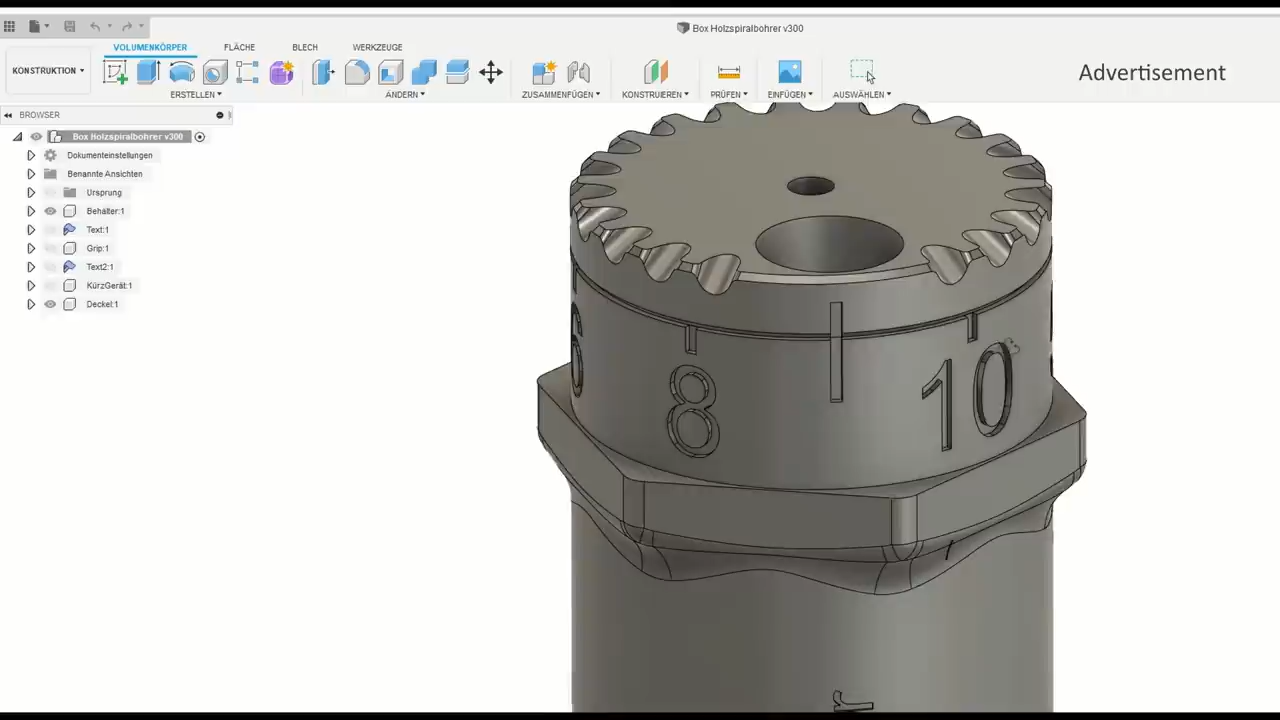 Box Holzspiralbohrer v300
VOLUMENKÖRPER FLÄCHE BLECH WERKZEUGE
KONSTRUKTION
ERSTELLEN ÄNDERN ZUSAMMENFÜGEN KONSTRUIEREN PRÜFEN EINFÜGEN AUSWÄHLEN
Advertisement
BROWSER
Box Holzspiralbohrer v300
Dokumenteinstellungen
Benannte Ansichten
Ursprung
Behälter:1
Text:1
Grip:1
Text2:1
KürzGerät:1
Deckel:1
6 8 10